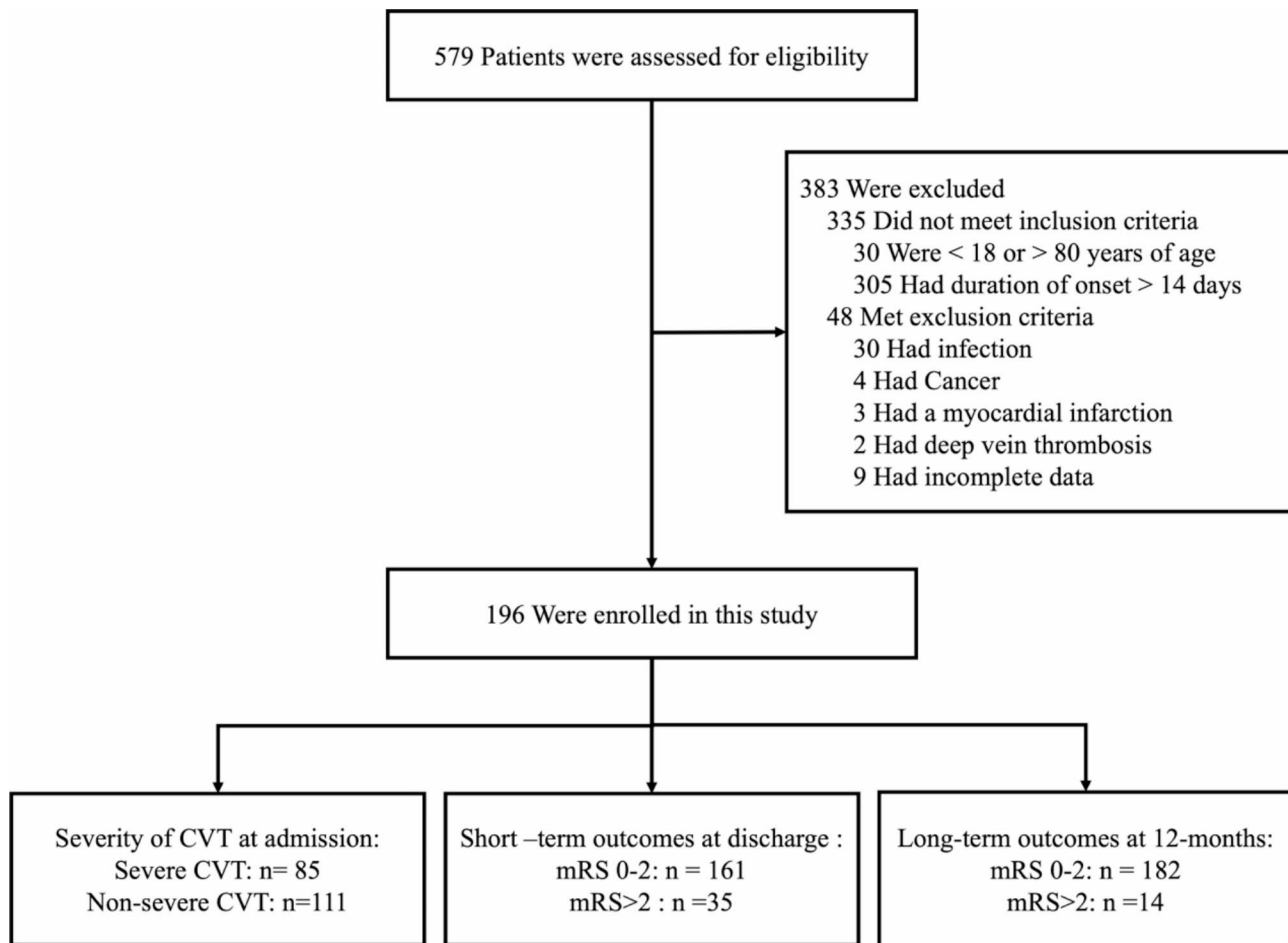 579 Patients were assessed for eligibility
383 Were excluded
335 Did not meet inclusion criteria
30 Were < 18 or > 80 years of age
305 Had duration of onset > 14 days
48 Met exclusion criteria
30 Had infection
4 Had Cancer
3 Had a myocardial infarction
2 Had deep vein thrombosis
9 Had incomplete data
196 Were enrolled in this study
Severity of CVT at admission:
Severe CVT: n= 85
Non-severe CVT: n=111
Short –term outcomes at discharge :
mRS 0-2: n = 161
mRS>2 : n =35
Long-term outcomes at 12-months:
mRS 0-2: n = 182
mRS>2: n =14